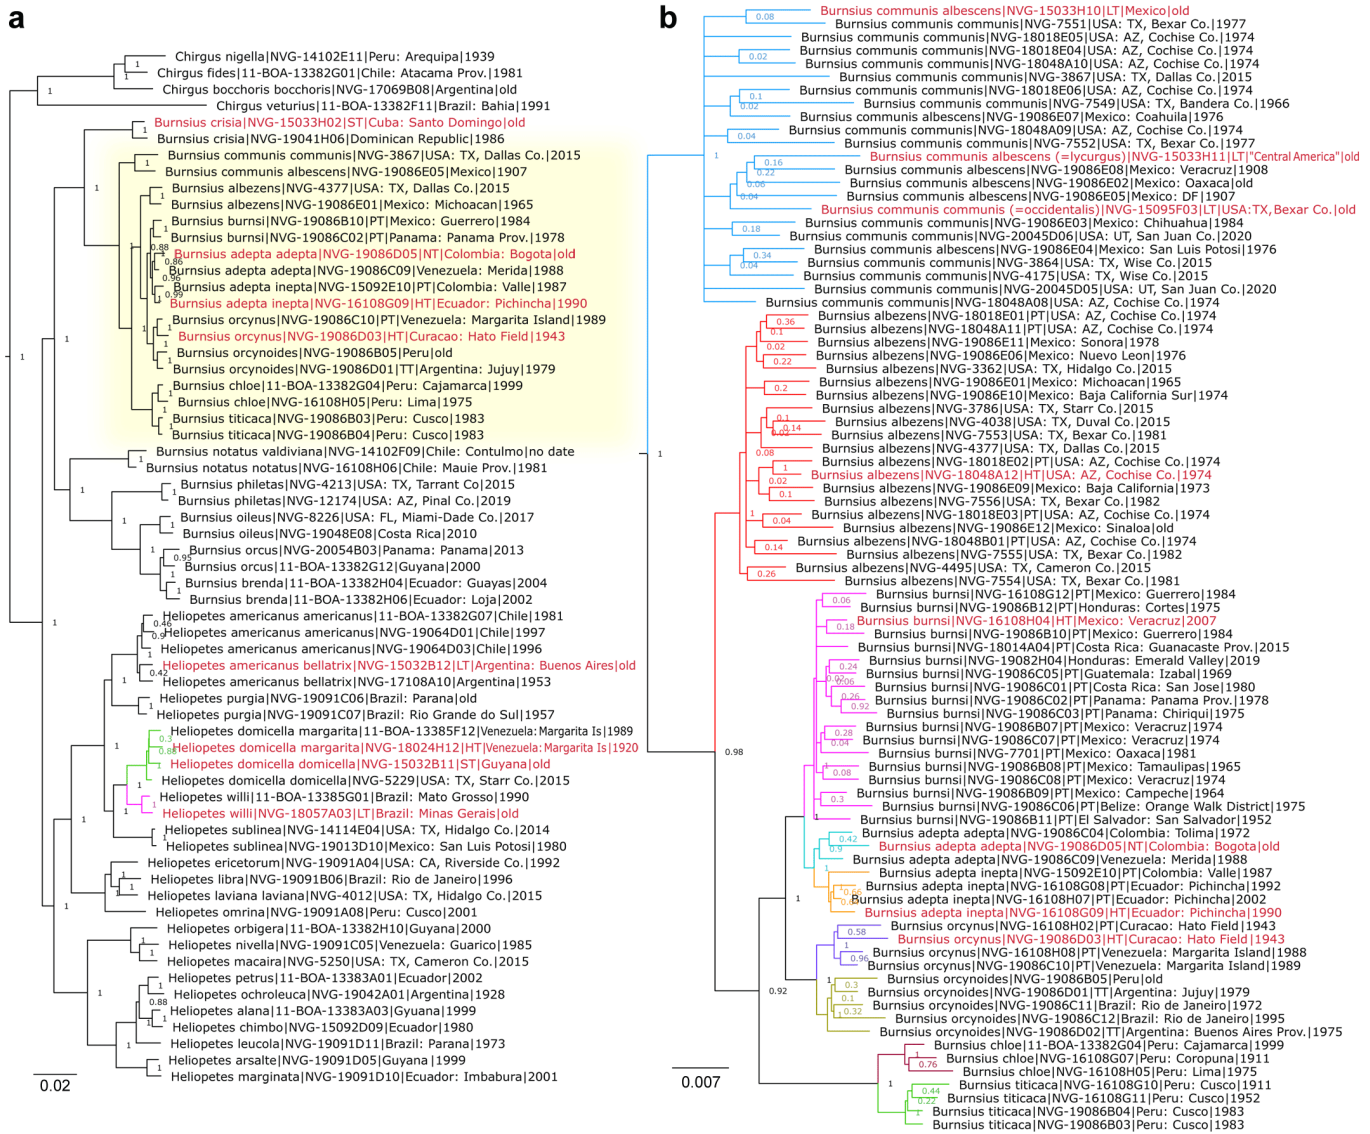 a
Chirgus nigella|NVG-14102E11|Peru: Arequipa|1939
Chirgus fides|11-BOA-13382G01|Chile: Atacama Prov.|1981
Chirgus bocchoris bocchoris|NVG-17069B08|Argentina|old
Chirgus veturius|11-BOA-13382F11|Brazil: Bahia|1991
Burnsius crisia|NVG-15033H02|ST|Cuba: Santo Domingo|old
Burnsius crisia|NVG-19041H06|Dominican Republic|1986
Burnsius communis communis|NVG-3867|USA: TX, Dallas Co.|2015
Burnsius communis albescens|NVG-19086E05|Mexico|1907
Burnsius albezens|NVG-4377|USA: TX, Dallas Co.|2015
Burnsius albezens|NVG-19086E01|Mexico: Michoacan|1965
Burnsius burnsi|NVG-19086B10|PT|Mexico: Guerrero|1984
Burnsius burnsi|NVG-19086C02|PT|Panama: Panama Prov.|1978
Burnsius adepta adepta|NVG-19086D05|NT|Colombia: Bogota|old
Burnsius adepta adepta|NVG-19086C09|Venezuela: Merida|1988
Burnsius adepta inepta|NVG-15092E10|PT|Colombia: Valle|1987
Burnsius adepta inepta|NVG-16108G09|HT|Ecuador: Pichincha|1990
Burnsius orcynus|NVG-19086C10|PT|Venezuela: Margarita Island|1989
Burnsius orcynus|NVG-19086D03|HT|Curacao: Hato Field|1943
Burnsius orcynoides|NVG-19086B05|Peru|old
Burnsius orcynoides|NVG-19086D01|TT|Argentina: Jujuy|1979
Burnsius chloe|11-BOA-13382G04|Peru: Cajamarca|1999
Burnsius chloe|NVG-16108H05|Peru: Lima|1975
Burnsius titicaca|NVG-19086B03|Peru: Cusco|1983
Burnsius titicaca|NVG-19086B04|Peru: Cusco|1983
Burnsius notatus valdiviana|NVG-14102F09|Chile: Contulmo|no date
Burnsius notatus notatus|NVG-16108H06|Chile: Mauie Prov.|1981
Burnsius philetas|NVG-4213|USA: TX, Tarrant Co|2015
Burnsius philetas|NVG-12174|USA: AZ, Pinal Co.|2019
Burnsius oileus|NVG-8226|USA: FL, Miami-Dade Co.|2017
Burnsius oileus|NVG-19048E08|Costa Rica|2010
Burnsius orcus|NVG-20054B03|Panama: Panama|2013
Burnsius orcus|11-BOA-13382G12|Guyana|2000
Burnsius brenda|11-BOA-13382H04|Ecuador: Guayas|2004
Burnsius brenda|11-BOA-13382H06|Ecuador: Loja|2002
Heliopetes americanus americanus|11-BOA-13382G07|Chile|1981
Heliopetes americanus americanus|NVG-19064D01|Chile|1997
Heliopetes americanus americanus|NVG-19064D03|Chile|1996
Heliopetes americanus bellatrix|NVG-15032B12|LT|Argentina: Buenos Aires|old
Heliopetes americanus bellatrix|NVG-17108A10|Argentina|1953
Heliopetes purgia|NVG-19091C06|Brazil: Parana|old
Heliopetes purgia|NVG-19091C07|Brazil: Rio Grande do Sul|1957
Heliopetes domicella margarita|11-BOA-13385F12|Venezuela: Margarita Is|1989
Heliopetes domicella margarita|NVG-18024H12|HT|Venezuela: Margarita Is|1920
Heliopetes domicella domicella|NVG-15032B11|ST|Guyana|old
Heliopetes domicella domicella|NVG-5229|USA: TX, Starr Co.|2015
Heliopetes willi|11-BOA-13385G01|Brazil: Mato Grosso|1990
Heliopetes willi|NVG-18057A03|LT|Brazil: Minas Gerais|old
Heliopetes sublinea|NVG-14114E04|USA: TX, Hidalgo Co.|2014
Heliopetes sublinea|NVG-19013D10|Mexico: San Luis Potosi|1980
Heliopetes ericetorum|NVG-19091A04|USA: CA, Riverside Co.|1992
Heliopetes libra|NVG-19091B06|Brazil: Rio de Janeiro|1996
Heliopetes laviana laviana|NVG-4012|USA: TX, Hidalgo Co.|2015
Heliopetes omrina|NVG-19091A08|Peru: Cusco|2001
Heliopetes orbigera|11-BOA-13382H10|Guyana|2000
Heliopetes nivella|NVG-19091C05|Venezuela: Guarico|1985
Heliopetes macaira|NVG-5250|USA: TX, Cameron Co.|2015
Heliopetes petrus|11-BOA-13383A01|Ecuador|2002
Heliopetes ochroleuca|NVG-19042A01|Argentina|1928
Heliopetes alana|11-BOA-13383A03|Gyuana|1999
Heliopetes chimbo|NVG-15092D09|Ecuador|1980
Heliopetes leucola|NVG-19091D11|Brazil: Parana|1973
Heliopetes arsalte|NVG-19091D05|Guyana|1999
Heliopetes marginata|NVG-19091D10|Ecuador: Imbabura|2001
0.02
b
Burnsius communis albescens|NVG-15033H10|LT|Mexico|old
Burnsius communis albescens|NVG-7551|USA: TX, Bexar Co.|1977
Burnsius communis communis|NVG-18018E05|USA: AZ, Cochise Co.|1974
Burnsius communis communis|NVG-18018E04|USA: AZ, Cochise Co.|1974
Burnsius communis communis|NVG-18048A10|USA: AZ, Cochise Co.|1974
Burnsius communis communis|NVG-3867|USA: TX, Dallas Co.|2015
Burnsius communis communis|NVG-18018E06|USA: AZ, Cochise Co.|1974
Burnsius communis communis|NVG-7549|USA: TX, Bandera Co.|1966
Burnsius communis communis|NVG-19086E07|Mexico: Coahuila|1976
Burnsius communis communis|NVG-18048A09|USA: AZ, Cochise Co.|1974
Burnsius communis communis|NVG-7552|USA: TX, Bexar Co.|1977
Burnsius communis albescens (=lycurgus)|NVG-15033H11|LT|"Central America"|old
Burnsius communis albescens|NVG-19086E08|Mexico: Veracruz|1908
Burnsius communis albescens|NVG-19086E02|Mexico: Oaxaca|old
Burnsius communis albescens|NVG-19086E05|Mexico: DF|1907
Burnsius communis communis (=occidentalis)|NVG-15095F03|LT|USA:TX,Bexar Co.|old
Burnsius communis communis|NVG-19086E03|Mexico: Chihuahua|1984
Burnsius communis communis|NVG-20045D06|USA: UT, San Juan Co.|2020
Burnsius communis albescens|NVG-19086E04|Mexico: San Luis Potosi|1976
Burnsius communis communis|NVG-3864|USA: TX, Wise Co.|2015
Burnsius communis communis|NVG-4175|USA: TX, Wise Co.|2015
Burnsius communis communis|NVG-20045D05|USA: UT, San Juan Co.|2020
Burnsius communis communis|NVG-18048A08|USA: AZ, Cochise Co.|1974
Burnsius albezens|NVG-18018E01|PT|USA: AZ, Cochise Co.|1974
Burnsius albezens|NVG-18048A11|PT|USA: AZ, Cochise Co.|1974
Burnsius albezens|NVG-19086E11|Mexico: Sonora|1978
Burnsius albezens|NVG-19086E06|Mexico: Nuevo Leon|1976
Burnsius albezens|NVG-3362|USA: TX, Hidalgo Co.|2015
Burnsius albezens|NVG-19086E01|Mexico: Michoacan|1965
Burnsius albezens|NVG-19086E10|Mexico: Baja California Sur|1974
Burnsius albezens|NVG-3786|USA: TX, Starr Co.|2015
Burnsius albezens|NVG-4038|USA: TX, Duval Co.|2015
Burnsius albezens|NVG-7553|USA: TX, Bexar Co.|1981
Burnsius albezens|NVG-4377|USA: TX, Dallas Co.|2015
Burnsius albezens|NVG-18018E02|PT|USA: AZ, Cochise Co.|1974
Burnsius albezens|NVG-18048A12|HT|USA: AZ, Cochise Co.|1974
Burnsius albezens|NVG-19086E09|Mexico: Baja California|1973
Burnsius albezens|NVG-7556|USA: TX, Bexar Co.|1982
Burnsius albezens|NVG-18018E03|PT|USA: AZ, Cochise Co.|1974
Burnsius albezens|NVG-19086E12|Mexico: Sinaloa|old
Burnsius albezens|NVG-18048B01|PT|USA: AZ, Cochise Co.|1974
Burnsius albezens|NVG-7555|USA: TX, Bexar Co.|1982
Burnsius albezens|NVG-4495|USA: TX, Cameron Co.|2015
Burnsius albezens|NVG-7554|USA: TX, Bexar Co.|1981
Burnsius burnsi|NVG-16108G12|PT|Mexico: Guerrero|1984
Burnsius burnsi|NVG-19086B12|PT|Honduras: Cortes|1975
Burnsius burnsi|NVG-16108H04|HT|Mexico: Veracruz|2007
Burnsius burnsi|NVG-19086B10|PT|Mexico: Guerrero|1984
Burnsius burnsi|NVG-18014A04|PT|Costa Rica: Guanacaste Prov.|2015
Burnsius burnsi|NVG-19082H04|Honduras: Emerald Valley|2019
Burnsius burnsi|NVG-19086C05|PT|Guatemala: Izabal|1969
Burnsius burnsi|NVG-19086C01|PT|Costa Rica: San Jose|1980
Burnsius burnsi|NVG-19086C02|PT|Panama: Panama Prov.|1978
Burnsius burnsi|NVG-19086C03|PT|Panama: Chiriqui|1975
Burnsius burnsi|NVG-19086B07|PT|Mexico: Veracruz|1974
Burnsius burnsi|NVG-19086C07|PT|Mexico: Veracruz|1974
Burnsius burnsi|NVG-7701|PT|Mexico: Oaxaca|1981
Burnsius burnsi|NVG-19086B08|PT|Mexico: Tamaulipas|1965
Burnsius burnsi|NVG-19086C08|PT|Mexico: Veracruz|1974
Burnsius burnsi|NVG-19086B09|PT|Mexico: Campeche|1964
Burnsius burnsi|NVG-19086C06|PT|Belize: Orange Walk District|1975
Burnsius burnsi|NVG-19086B11|PT|El Salvador: San Salvador|1952
Burnsius adepta adepta|NVG-19086C04|Colombia: Tolima|1972
Burnsius adepta adepta|NVG-19086D05|NT|Colombia: Bogota|old
Burnsius adepta adepta|NVG-19086C09|Venezuela: Merida|1988
Burnsius adepta inepta|NVG-15092E10|PT|Colombia: Valle|1987
Burnsius adepta inepta|NVG-16108G08|PT|Ecuador: Pichincha|1992
Burnsius adepta inepta|NVG-16108H07|PT|Ecuador: Pichincha|2002
Burnsius adepta inepta|NVG-16108G09|HT|Ecuador: Pichincha|1990
Burnsius orcynus|NVG-16108H02|PT|Curacao: Hato Field|1943
Burnsius orcynus|NVG-19086D03|HT|Curacao: Hato Field|1943
Burnsius orcynus|NVG-16108H08|PT|Venezuela: Margarita Island|1988
Burnsius orcynus|NVG-19086C10|PT|Venezuela: Margarita Island|1989
Burnsius orcynoides|NVG-19086B05|Peru|old
Burnsius orcynoides|NVG-19086D01|TT|Argentina: Jujuy|1979
Burnsius orcynoides|NVG-19086C11|Brazil: Rio de Janeiro|1972
Burnsius orcynoides|NVG-19086C12|Brazil: Rio de Janeiro|1995
Burnsius orcynoides|NVG-19086D02|TT|Argentina: Buenos Aires Prov.|1975
Burnsius chloe|11-BOA-13382G04|Peru: Cajamarca|1999
Burnsius chloe|NVG-16108G07|Peru: Coropuna|1911
Burnsius chloe|NVG-16108H05|Peru: Lima|1975
Burnsius titicaca|NVG-16108G10|Peru: Cusco|1911
Burnsius titicaca|NVG-16108G11|Peru: Cusco|1952
Burnsius titicaca|NVG-19086B04|Peru: Cusco|1983
Burnsius titicaca|NVG-19086B03|Peru: Cusco|1983
0.98
0.92
0.007